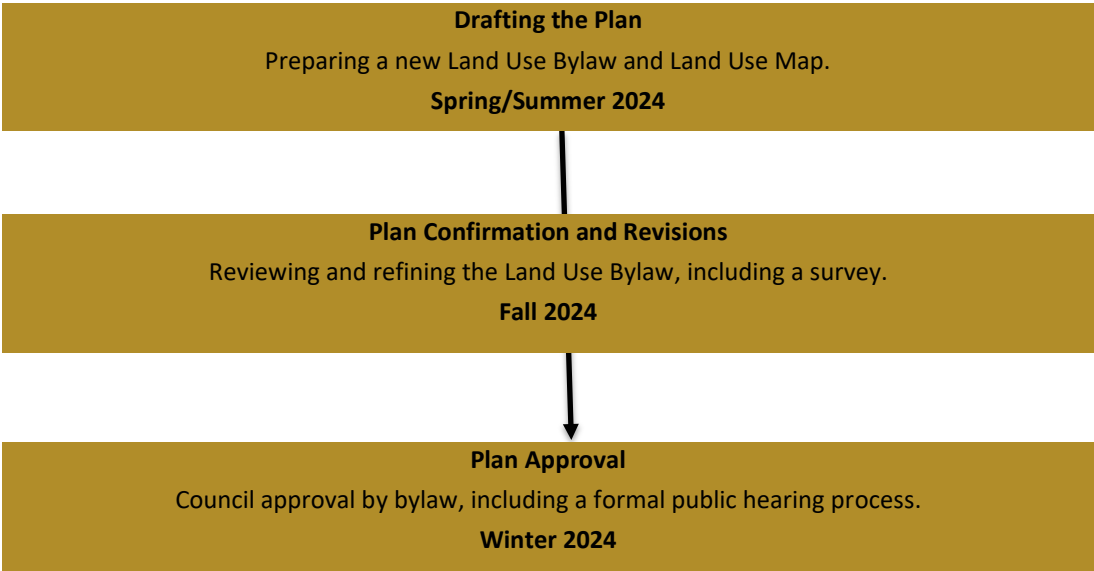 Drafting the Plan
Preparing a new Land Use Bylaw and Land Use Map.
Spring/Summer 2024
Plan Confirmation and Revisions
Reviewing and refining the Land Use Bylaw, including a survey.
Fall 2024
Plan Approval
Council approval by bylaw, including a formal public hearing process.
Winter 2024